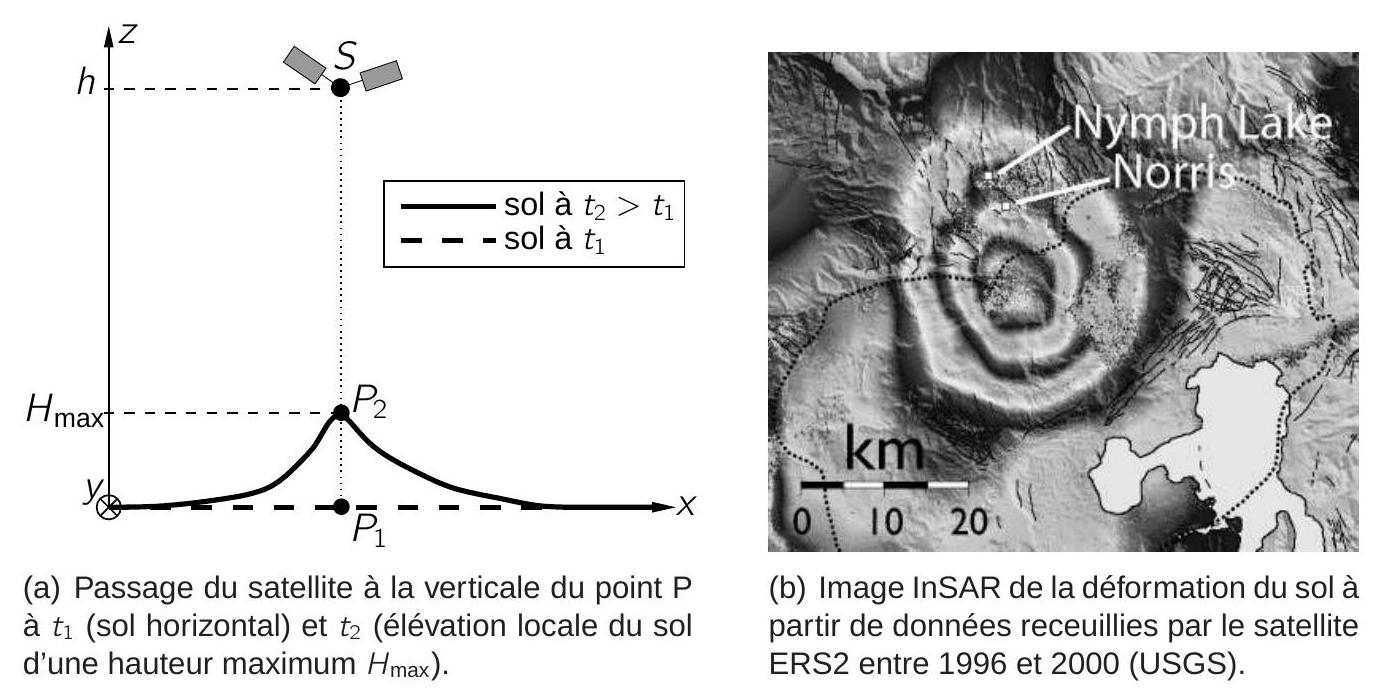 z
h
S
sol à t₂ > t₁
sol à t₁
Hmax
P₂
y
x
P₁
(a) Passage du satellite à la verticale du point P
à t₁ (sol horizontal) et t₂ (élévation locale du sol
d'une hauteur maximum Hmax).
Nymph Lake
Norris
km
0 10 20
(b) Image InSAR de la déformation du sol à
partir de données receuillies par le satellite
ERS2 entre 1996 et 2000 (USGS).